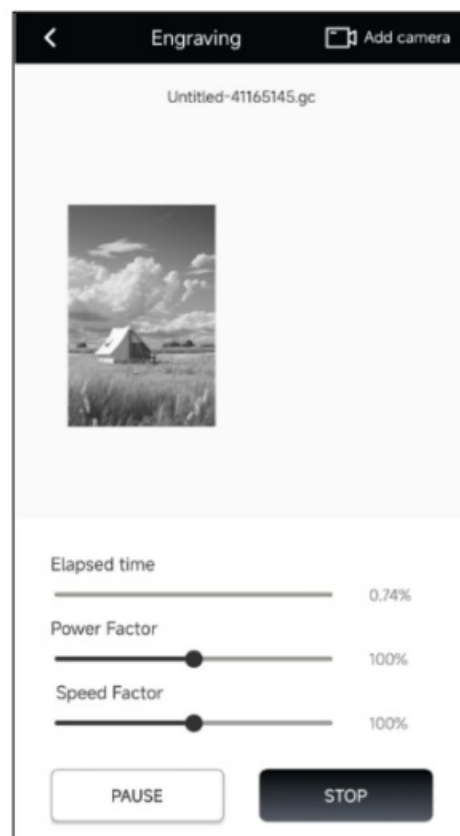 Engraving
Add camera
Untitled-41165145.gc
Elapsed time
0.74%
Power Factor
100%
Speed Factor
100%
PAUSE
STOP